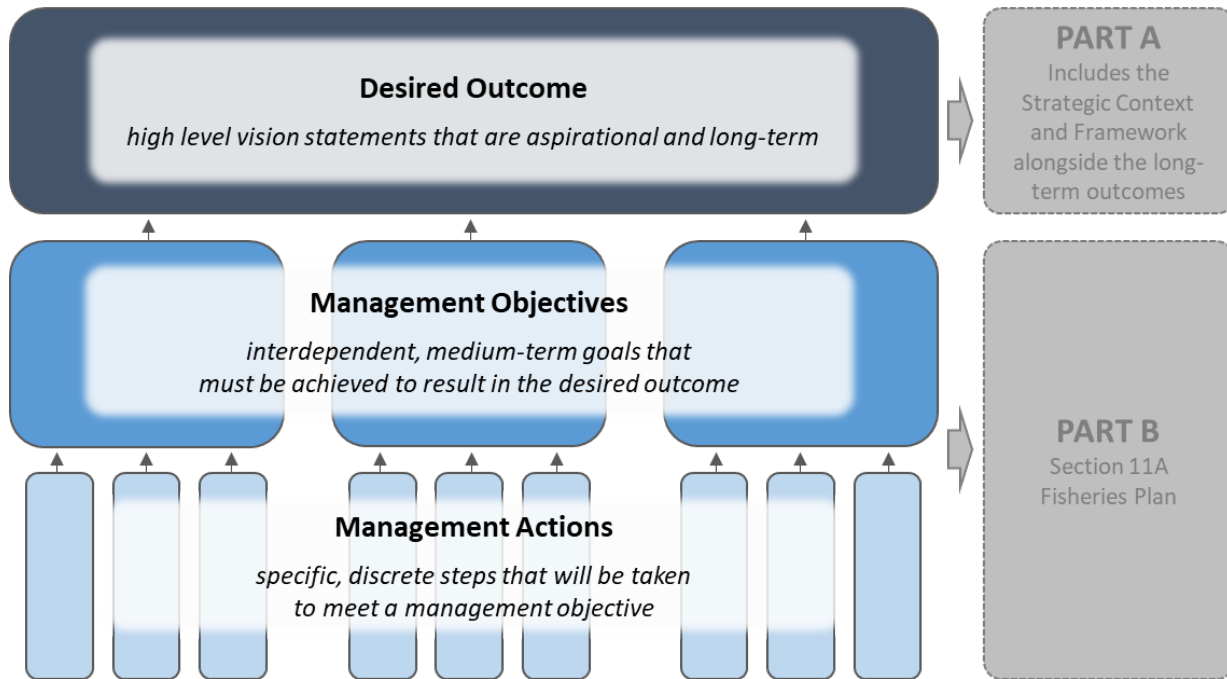 Desired Outcome
high level vision statements that are aspirational and long-term
PART A
Includes the
Strategic Context
and Framework
alongside the long-
term outcomes
Management Objectives
interdependent, medium-term goals that
must be achieved to result in the desired outcome
Management Actions
specific, discrete steps that will be taken
to meet a management objective
PART B
Section 11A
Fisheries Plan